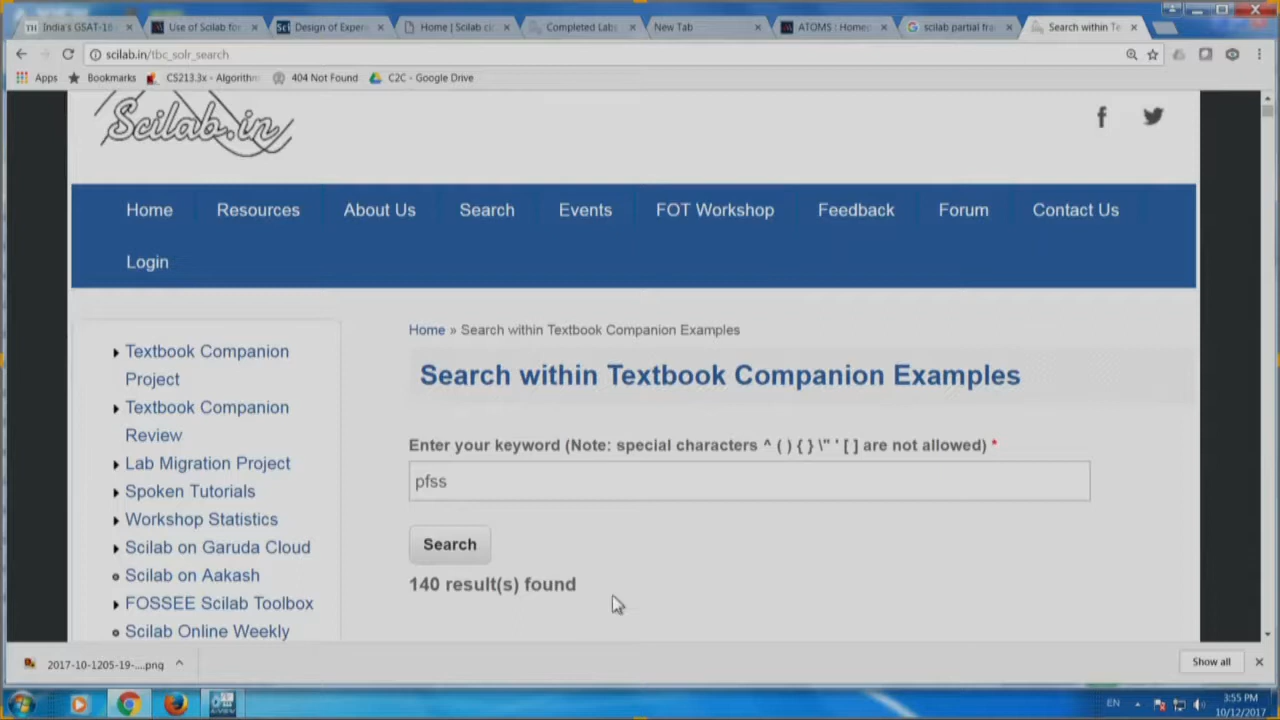 India's GSAT-16
Use of Scilab for
Design of Exper
Home | Scilab cl
Completed Lab
New Tab
ATOMS : Home
scilab partial fra
Search within Te
scilab.in/tbc_solr_search
Apps
Bookmarks
CS213.3x - Algorith
404 Not Found
C2C - Google Drive
Scilab.in
Home
Resources
About Us
Search
Events
FOT Workshop
Feedback
Forum
Contact Us
Login
Textbook Companion
Project
Textbook Companion
Review
Lab Migration Project
Spoken Tutorials
Workshop Statistics
Scilab on Garuda Cloud
Scilab on Aakash
FOSSEE Scilab Toolbox
Scilab Online Weekly
Home » Search within Textbook Companion Examples
Search within Textbook Companion Examples
Enter your keyword (Note: special characters ^ ( ) { } \" ' [ ] are not allowed) *
pfss
Search
140 result(s) found
2017-10-1205-19-....png
Show all
EN
3:55 PM
10/12/2017